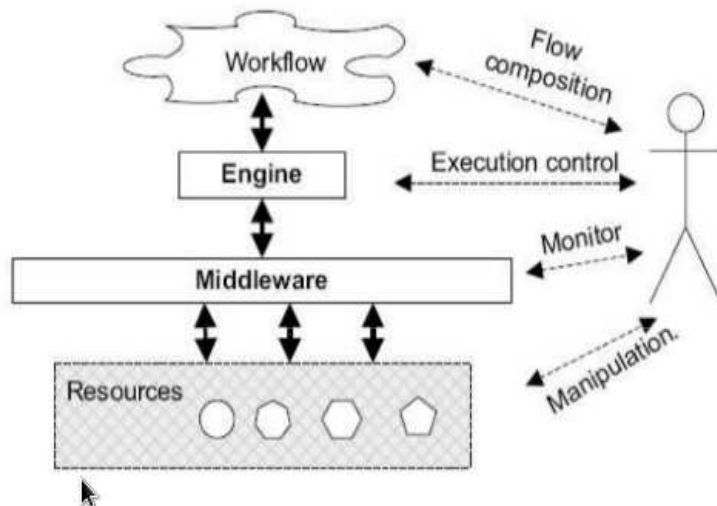 Workflow
Flow
composition
Engine
Execution control
Monitor
Middleware
Manipulation.
Resources